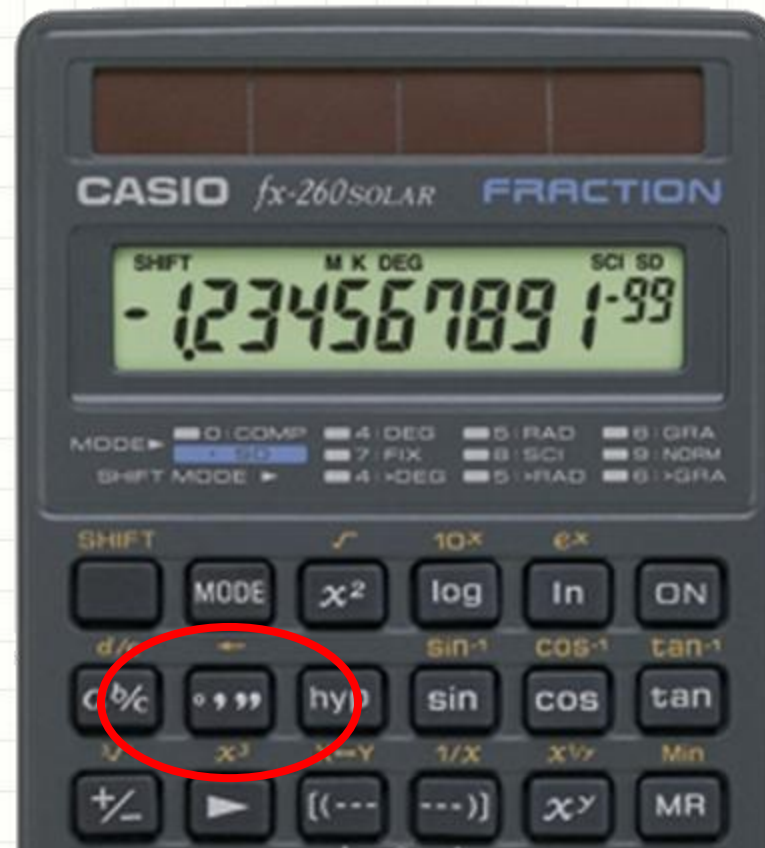 CASIO fx-260SOLAR FRACTION
SHIFT M K DEG SCI SD
-1.234567891-99
MODE► 0:COMP 4:DEG 5:RAD 6:GRA
• SD 7:FIX 8:SCI 9:NORM
SHIFT MODE ► 4:>DEG 5:>RAD 6:>GRA
SHIFT √ 10ˣ eˣ
MODE x² log ln ON
d/c ← sin⁻¹ cos⁻¹ tan⁻¹
a b/c ° ’ ’’ hyp sin cos tan
³√ x³ X↔Y 1/X x¹/ʸ Min
+/− ► [(--- ---)] xʸ MR